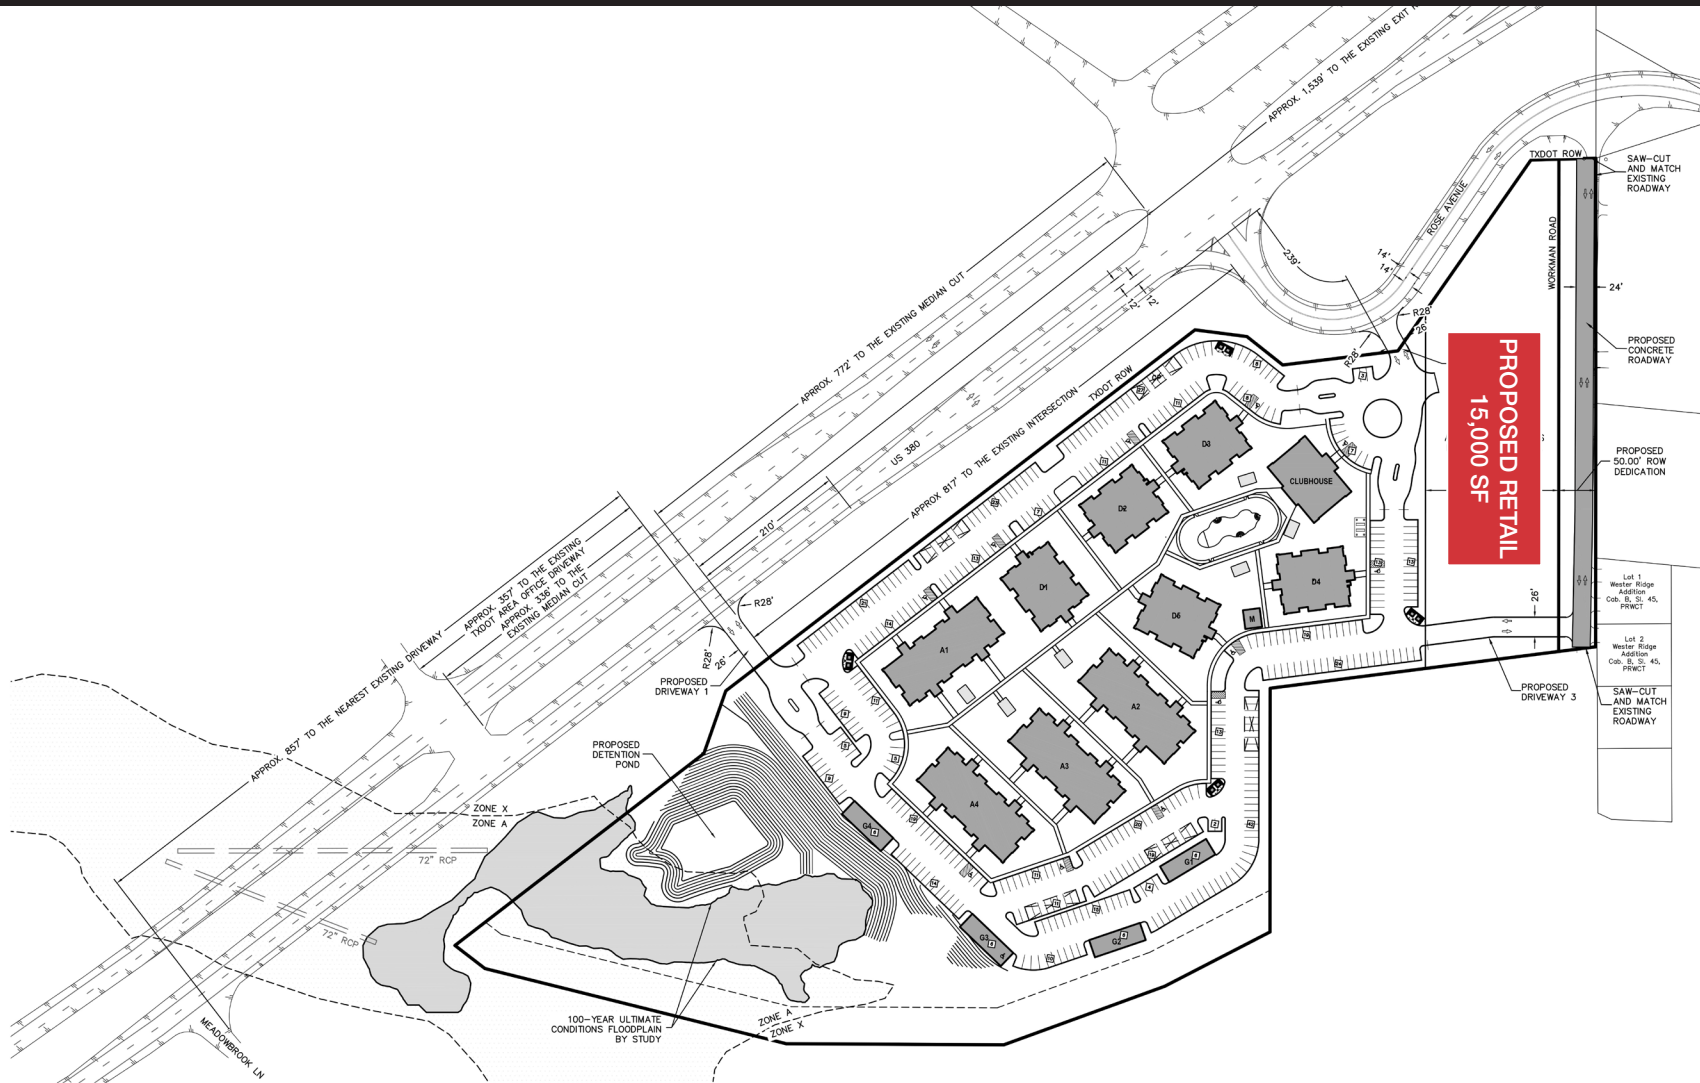 APPROX. 1,539' TO THE EXISTING EXIT
TXDOT ROW
SAW-CUT
AND MATCH
EXISTING
ROADWAY
ROSE AVENUE
WORKMAN ROAD
239'
14'
14'
24'
12'
12'
APRROX. 772' TO THE EXISTING MEDIAN CUT
R28'
26'
R28'
PROPOSED
CONCRETE
ROADWAY
PROPOSED RETAIL
15,000 SF
TXDOT ROW
US 380
APPROX 817' TO THE EXISTING INTERSECTION
D3
CLUBHOUSE
D2
PROPOSED
50.00' ROW
DEDICATION
210'
APPROX. 357' TO THE EXISTING
TXDOT AREA OFFICE DRIVEWAY
APPROX. 336' TO THE
EXISTING MEDIAN CUT
D1
D4
D6
M
26'
Lot 1
Wester Ridge
Addition
Cab. B, Sl. 45,
PRWCT
Lot 2
Wester Ridge
Addition
Cab. B, Sl. 45,
PRWCT
R28'
R28'
26'
A1
PROPOSED
DRIVEWAY 1
PROPOSED
DRIVEWAY 3
SAW-CUT
AND MATCH
EXISTING
ROADWAY
APPROX. 857' TO THE NEAREST EXISTING DRIVEWAY
A2
PROPOSED
DETENTION
POND
A3
A4
ZONE X
ZONE A
G4
G1
72" RCP
72" RCP
G3
G2
100-YEAR ULTIMATE
CONDITIONS FLOODPLAIN
BY STUDY
ZONE A
ZONE X
MEADOWBROOK LN